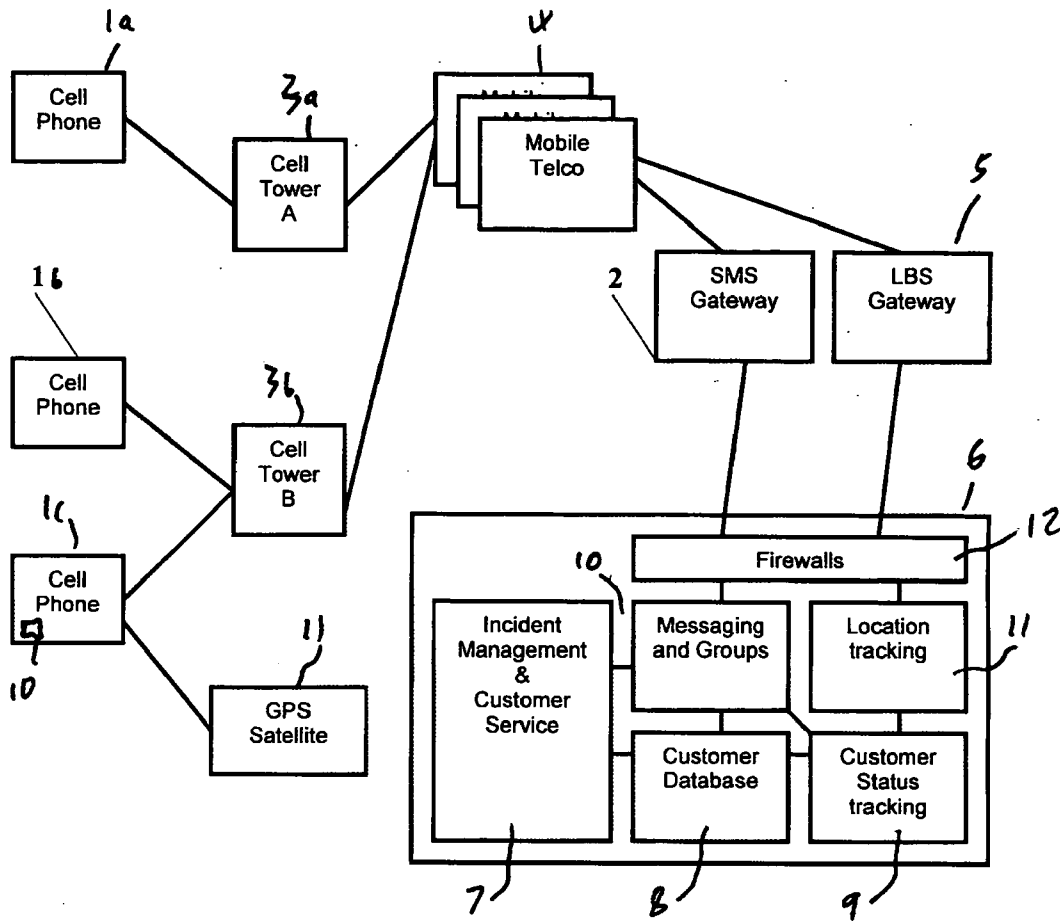 1a
Cell
Phone
3a
Cell
Tower
A
4
Mobile
Mobile
Telco
5
SMS
Gateway
2
LBS
Gateway
1b
Cell
Phone
3b
Cell
Tower
B
1c
Cell
Phone
10
11
GPS
Satellite
6
12
Firewalls
10
Incident
Management
&
Customer
Service
Messaging
and Groups
Location
tracking
11
Customer
Database
Customer
Status
tracking
7
8
9